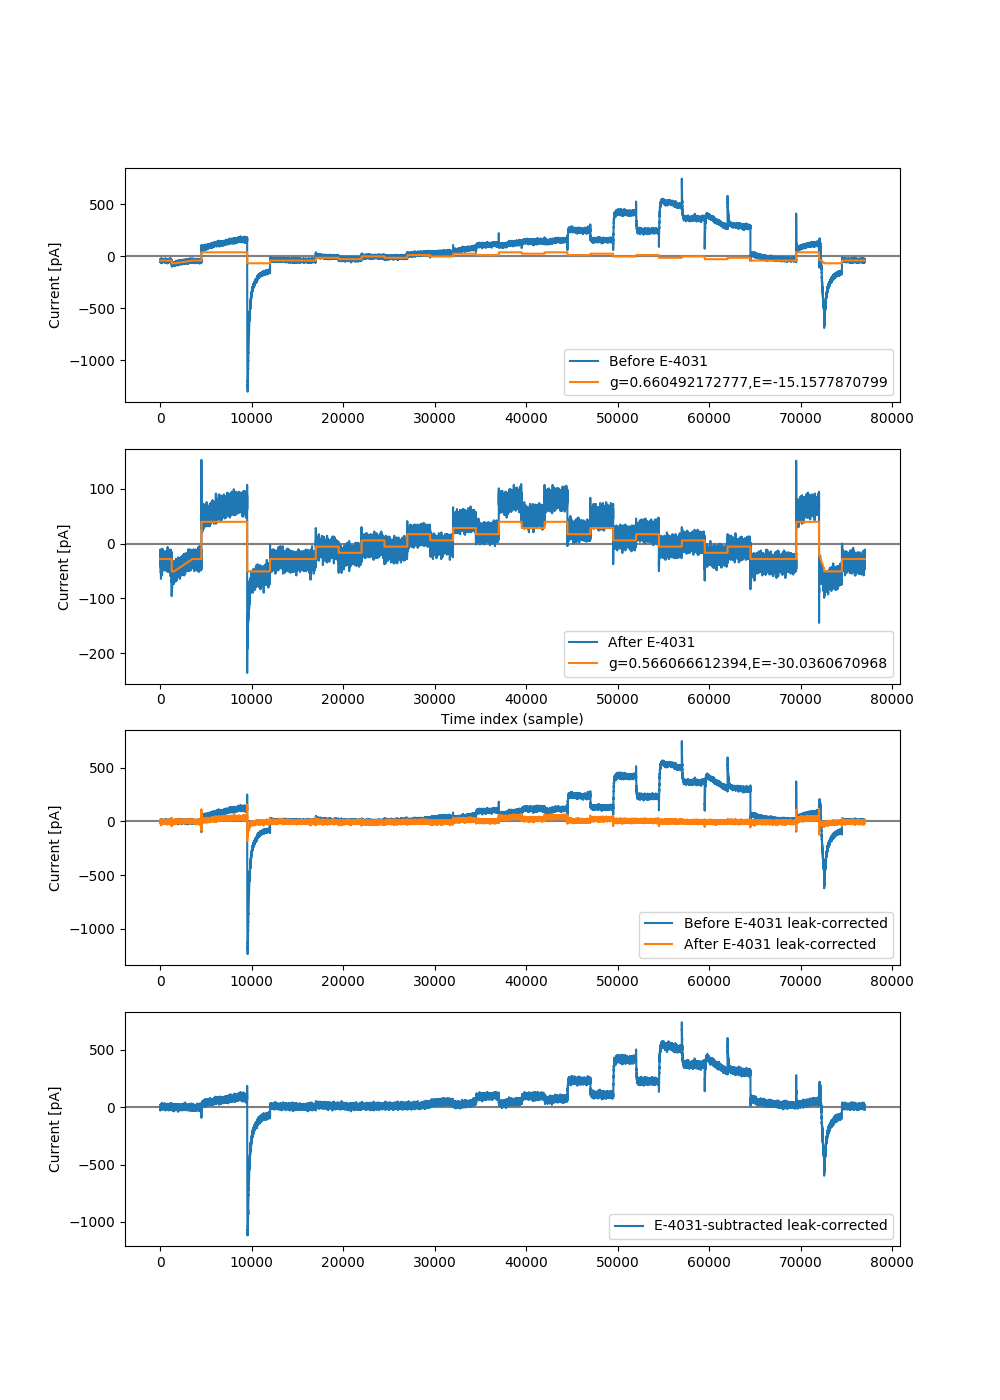 500
0
−500
−1000
Current [pA]
Before E-4031
g=0.660492172777,E=-15.1577870799
0 10000 20000 30000 40000 50000 60000 70000 80000
100
0
−100
−200
Current [pA]
After E-4031
g=0.566066612394,E=-30.0360670968
0 10000 20000 30000 40000 50000 60000 70000 80000
Time index (sample)
500
0
−500
−1000
Current [pA]
Before E-4031 leak-corrected
After E-4031 leak-corrected
0 10000 20000 30000 40000 50000 60000 70000 80000
500
0
−500
−1000
Current [pA]
E-4031-subtracted leak-corrected
0 10000 20000 30000 40000 50000 60000 70000 80000